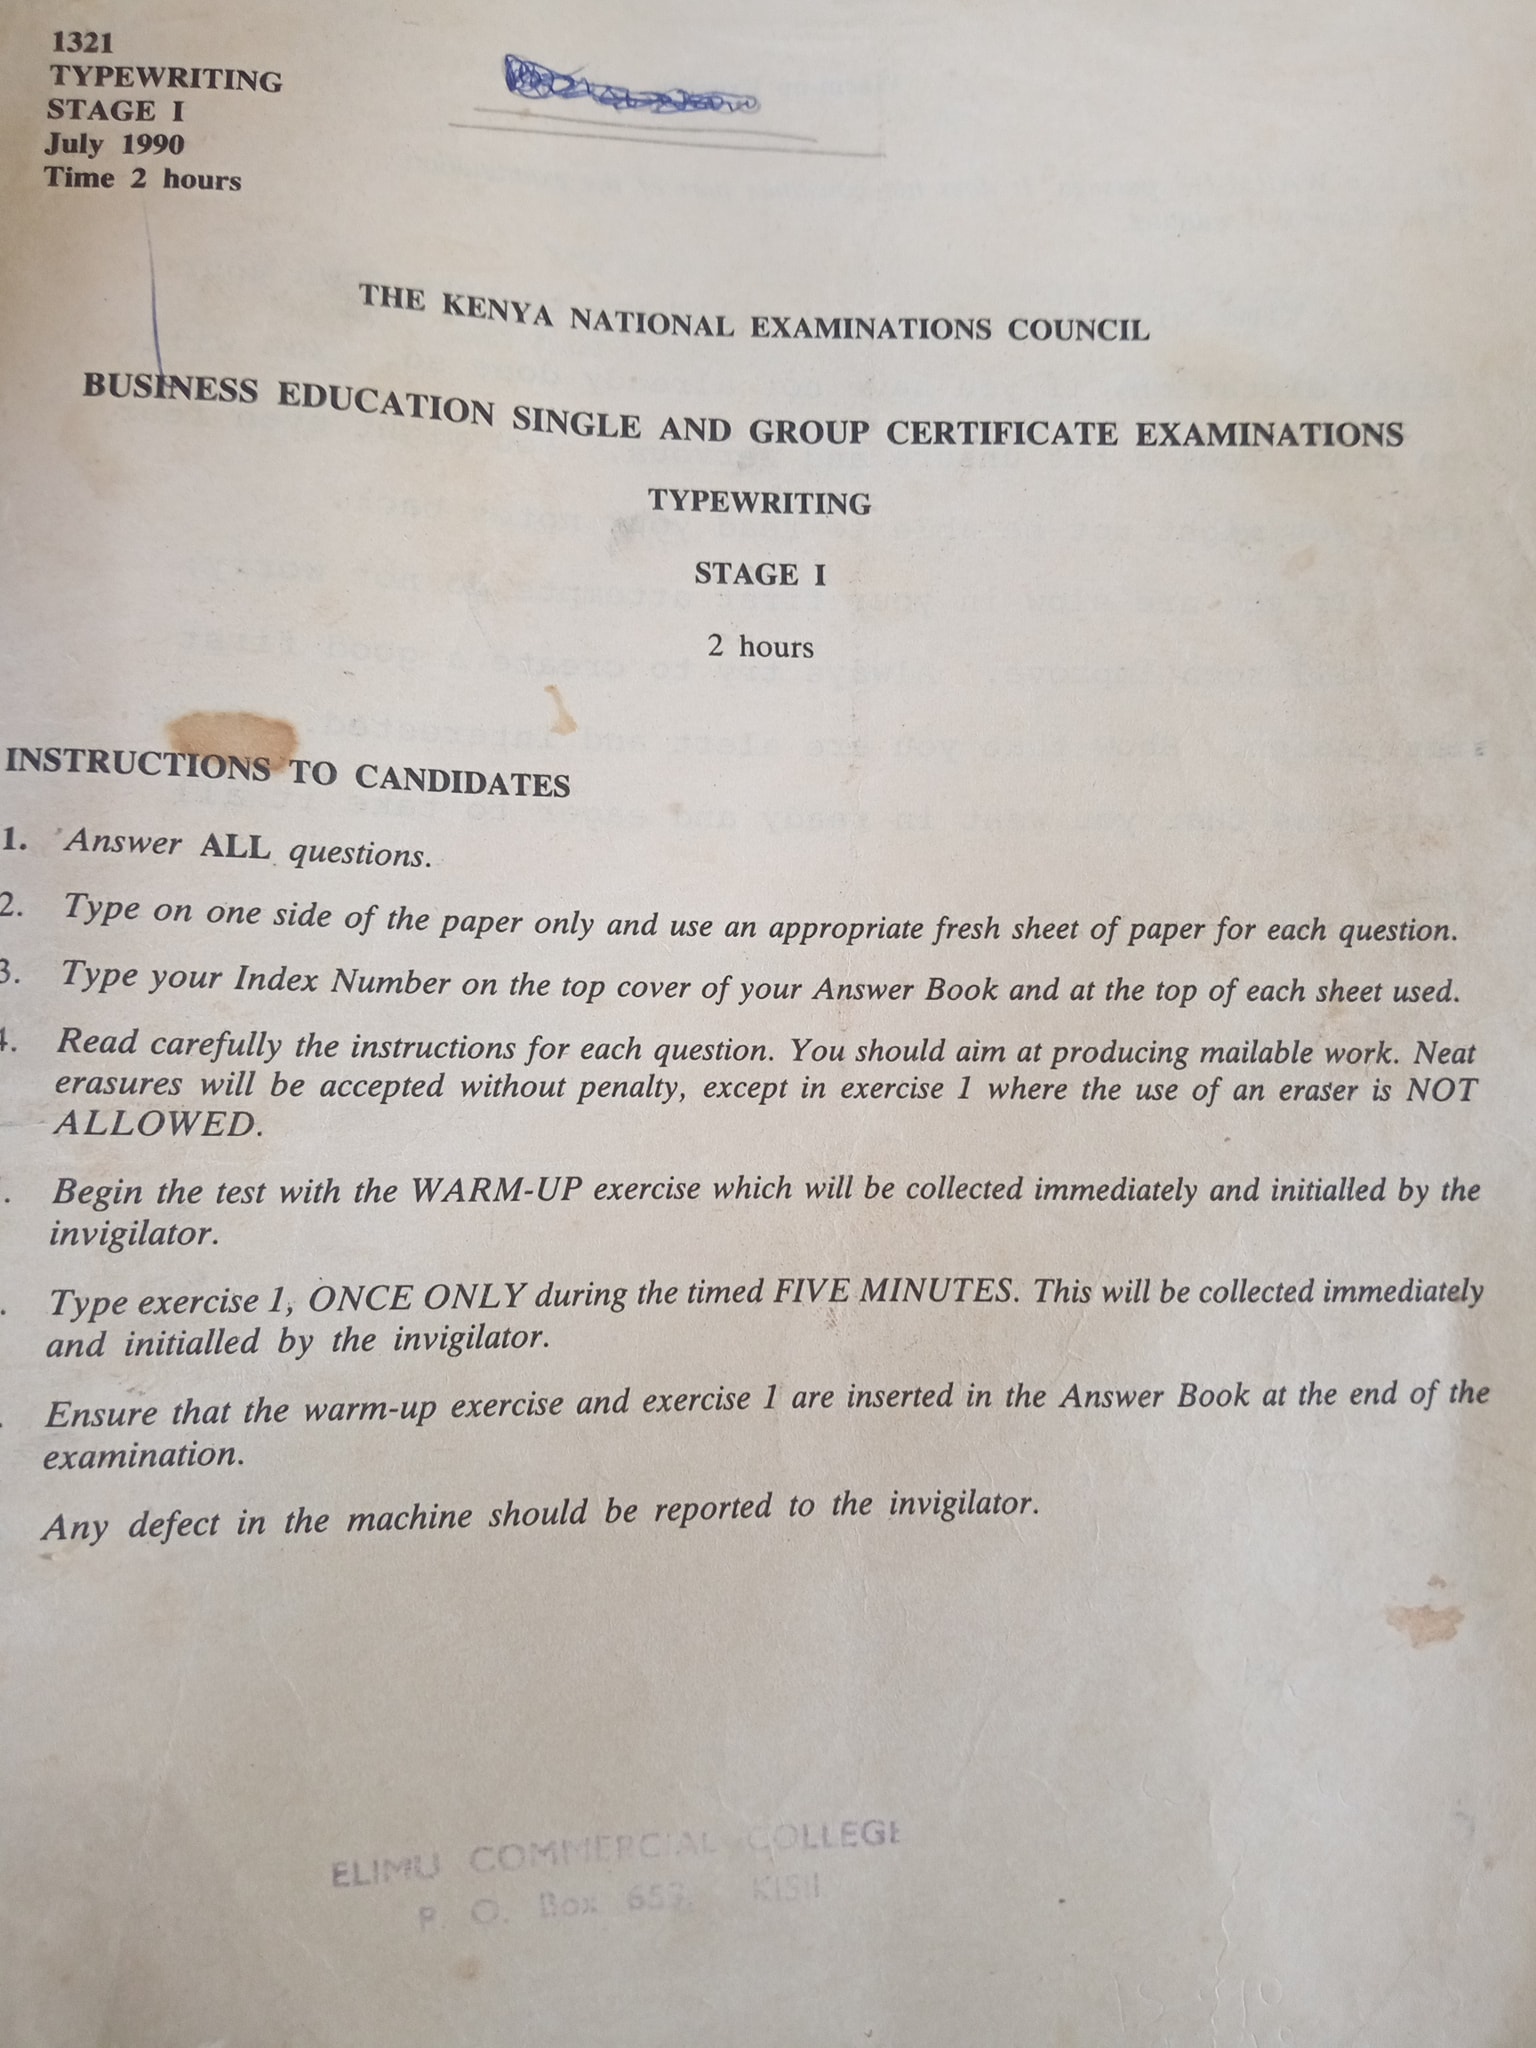 1321
TYPEWRITING
STAGE I
July 1990
Time 2 hours
THE KENYA NATIONAL EXAMINATIONS COUNCIL
BUSINESS EDUCATION SINGLE AND GROUP CERTIFICATE EXAMINATIONS
TYPEWRITING
STAGE I
2 hours
INSTRUCTIONS TO CANDIDATES
1. Answer ALL questions.
2. Type on one side of the paper only and use an appropriate fresh sheet of paper for each question.
3. Type your Index Number on the top cover of your Answer Book and at the top of each sheet used.
4. Read carefully the instructions for each question. You should aim at producing mailable work. Neat
erasures will be accepted without penalty, except in exercise 1 where the use of an eraser is NOT
ALLOWED.
. Begin the test with the WARM-UP exercise which will be collected immediately and initialled by the
invigilator.
. Type exercise 1, ONCE ONLY during the timed FIVE MINUTES. This will be collected immediately
and initialled by the invigilator.
. Ensure that the warm-up exercise and exercise 1 are inserted in the Answer Book at the end of the
examination.
Any defect in the machine should be reported to the invigilator.
ELIMU COMMERCIAL COLLEGE
P. O. Box KISII